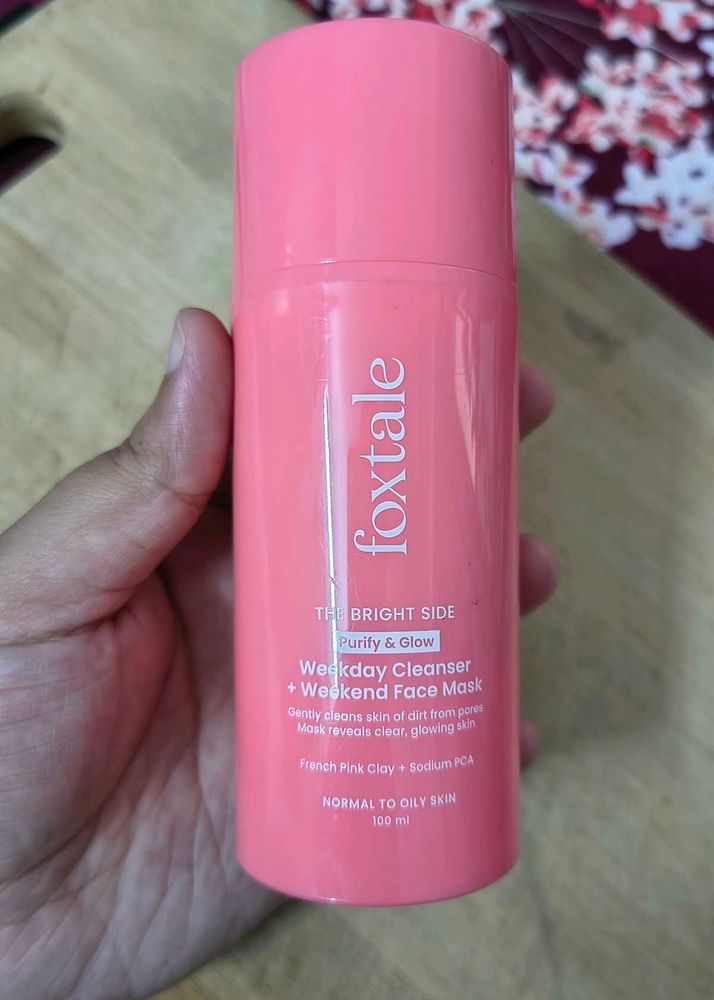 foxtale
THE BRIGHT SIDE
Purify & Glow
Weekday Cleanser
+ Weekend Face Mask
Gently cleans skin of dirt from pores
Mask reveals clear, glowing skin
French Pink Clay + Sodium PCA
NORMAL TO OILY SKIN
100 ml